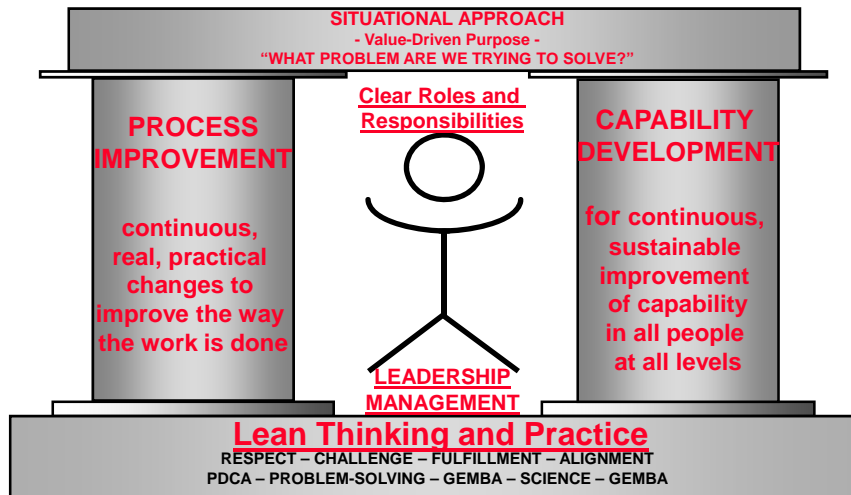 SITUATIONAL APPROACH
- Value-Driven Purpose -
“WHAT PROBLEM ARE WE TRYING TO SOLVE?”
PROCESS
IMPROVEMENT
continuous,
real, practical
changes to
improve the way
the work is done
Clear Roles and
Responsibilities
LEADERSHIP
MANAGEMENT
CAPABILITY
DEVELOPMENT
for continuous,
sustainable
improvement
of capability
in all people
at all levels
Lean Thinking and Practice
RESPECT – CHALLENGE – FULFILLMENT – ALIGNMENT
PDCA – PROBLEM-SOLVING – GEMBA – SCIENCE – GEMBA